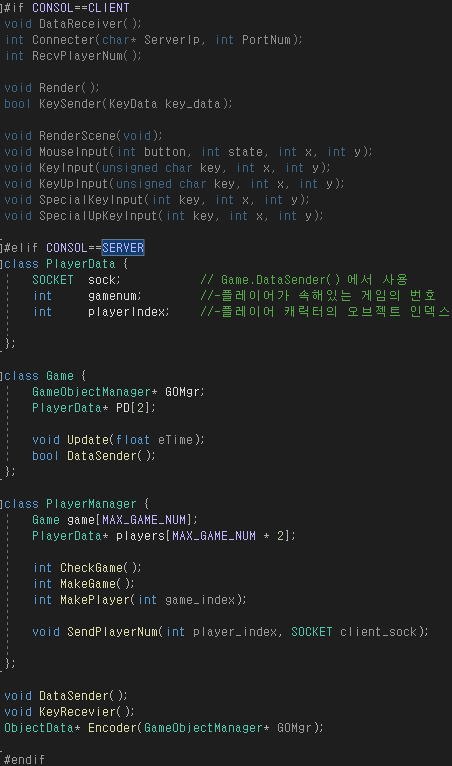 #if CONSOL==CLIENT
void DataReceiver();
int Connecter(char* ServerIp, int PortNum);
int RecvPlayerNum();
void Render();
bool KeySender(KeyData key_data);
void RenderScene(void);
void MouseInput(int button, int state, int x, int y);
void KeyInput(unsigned char key, int x, int y);
void KeyUpInput(unsigned char key, int x, int y);
void SpecialKeyInput(int key, int x, int y);
void SpecialUpKeyInput(int key, int x, int y);
#elif CONSOL==SERVER
class PlayerData {
SOCKET sock; // Game.DataSender() 에서 사용
int gamenum; //-플레이어가 속해있는 게임의 번호
int playerIndex; //-플레이어 캐릭터의 오브젝트 인덱스
};
class Game {
GameObjectManager* GOMgr;
PlayerData* PD[2];
void Update(float eTime);
bool DataSender();
};
class PlayerManager {
Game game[MAX_GAME_NUM];
PlayerData* players[MAX_GAME_NUM * 2];
int CheckGame();
int MakeGame();
int MakePlayer(int game_index);
void SendPlayerNum(int player_index, SOCKET client_sock);
};
void DataSender();
void KeyRecevier();
ObjectData* Encoder(GameObjectManager* GOMgr);
#endif